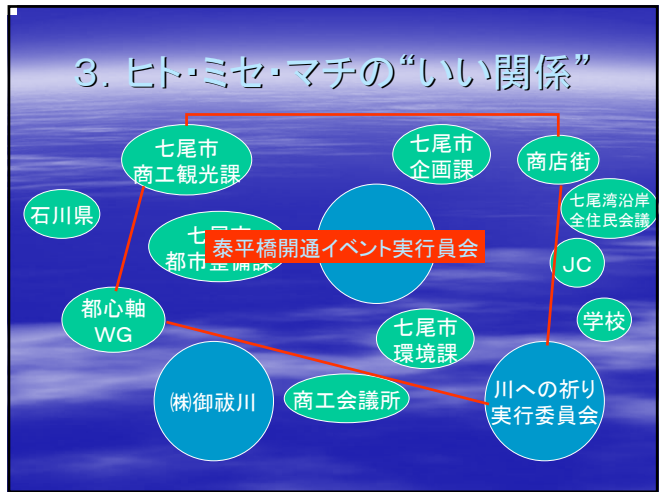 ３．ヒト・ミセ・マチの“いい関係”
七尾市
商工観光課
七尾市
企画課
商店街
石川県
七尾湾沿岸
全住民会議
七
都市整備課
泰平橋開通イベント実行員会
JC
都心軸
WG
七尾市
環境課
学校
㈱御祓川
商工会議所
川への祈り
実行委員会